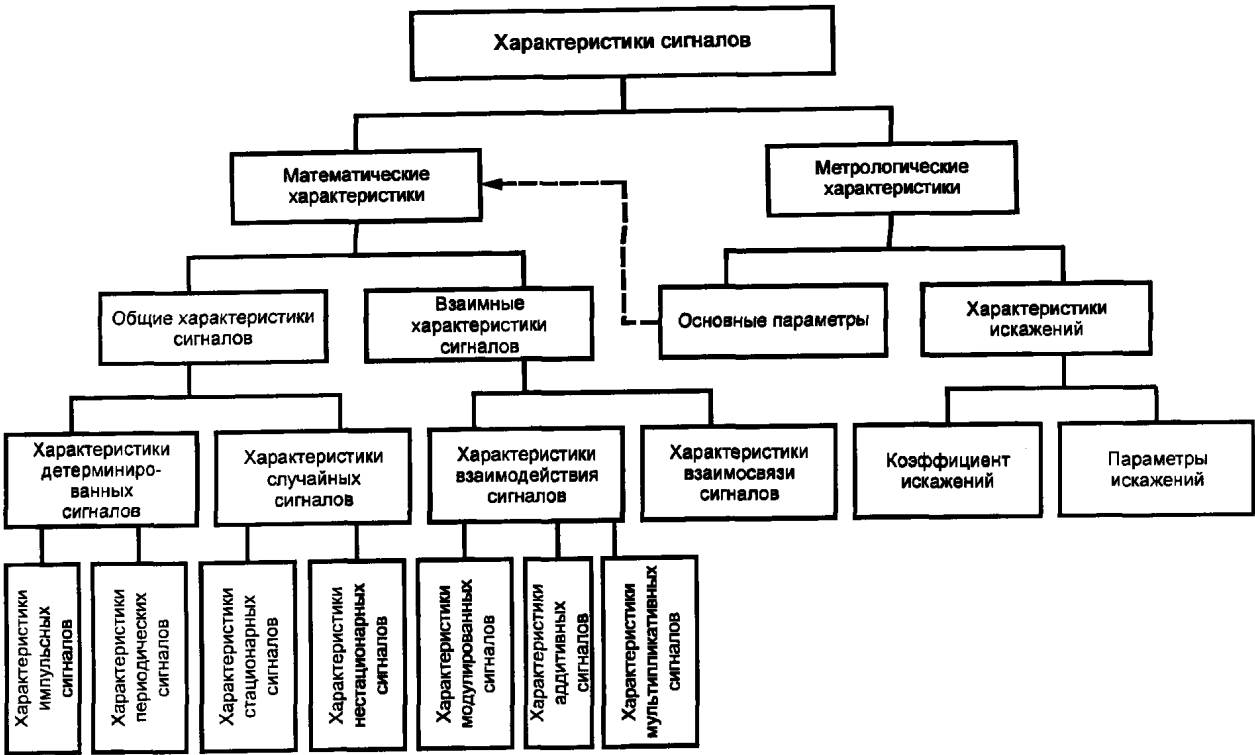 Характеристики сигналов
Математические
характеристики
Метрологические
характеристики
Общие характеристики
сигналов
Взаимные
характеристики
сигналов
Основные параметры
Характеристики
искажений
Характеристики
детерминиро-
ванных
сигналов
Характеристики
случайных
сигналов
Характеристики
взаимодействия
сигналов
Характеристики
взаимосвязи
сигналов
Коэффициент
искажений
Параметры
искажений
Характеристики
импульсных
сигналов
Характеристики
периодических
сигналов
Характеристики
стационарных
сигналов
Характеристики
нестационарных
сигналов
Характеристики
модулированных
сигналов
Характеристики
аддитивных
сигналов
Характеристики
мультипликативных
сигналов